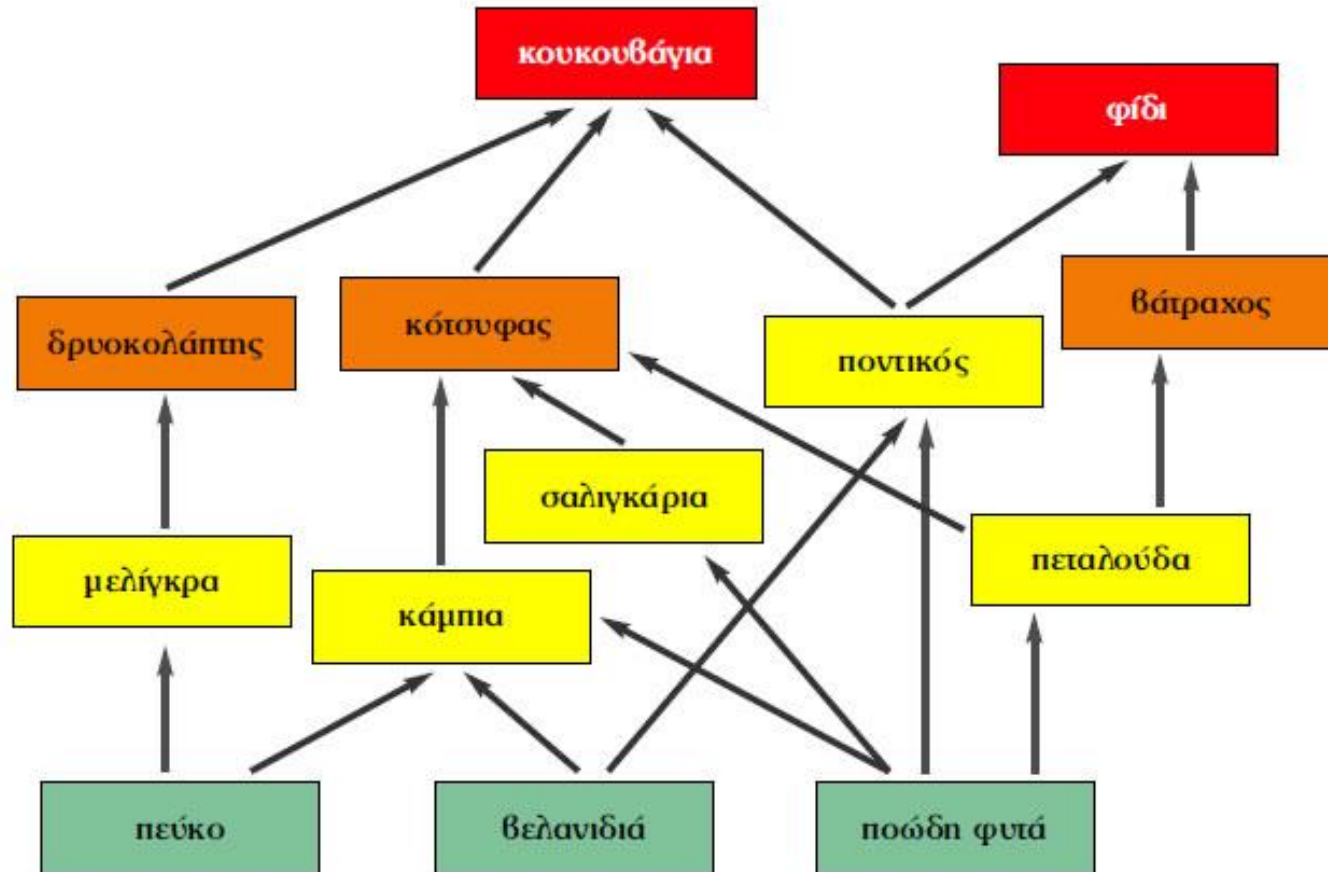 κουκουβάγια
φίδι
δρυοκολάπτης
κότσυφας
ποντικός
βάτραχος
μελίγκρα
κάμπια
σαλιγκάρια
πεταλούδα
πεύκο
βελανιδιά
ποώδη φυτά